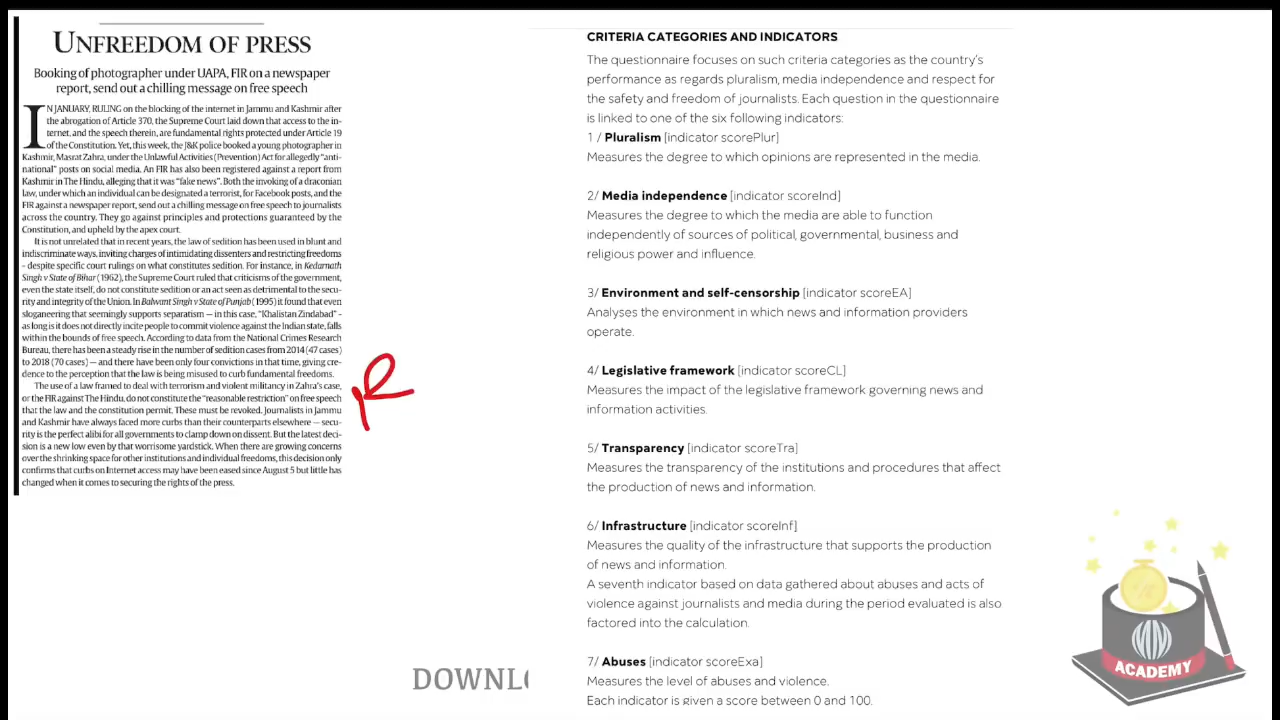 UNFREEDOM OF PRESS
Booking of photographer under UAPA, FIR on a newspaper
report, send out a chilling message on free speech
IN JANUARY, RULING on the blocking of the internet in Jammu and Kashmir after
the abrogation of Article 370, the Supreme Court laid down that access to the in-
ternet, and the speech therein, are fundamental rights protected under Article 19
of the Constitution. Yet, this week, the J&K police booked a young photographer in
Kashmir, Masrat Zahra, under the Unlawful Activities (Prevention) Act for allegedly "anti-
national" posts on social media. An FIR has also been registered against a report from
Kashmir in The Hindu, alleging that it was "fake news". Both the invoking of a draconian
law, under which an individual can be designated a terrorist, for Facebook posts, and the
FIR against a newspaper report, send out a chilling message on free speech to journalists
across the country. They go against principles and protections guaranteed by the
Constitution, and upheld by the apex court.
It is not unrelated that in recent years, the law of sedition has been used in blunt and
indiscriminate ways, inviting charges of intimidating dissenters and restricting freedoms
- despite specific court rulings on what constitutes sedition. For instance, in Kedarnath
Singh v State of Bihar (1962), the Supreme Court ruled that criticisms of the government,
even the state itself, do not constitute sedition or an act seen as detrimental to the secu-
rity and integrity of the Union. In Balwant Singh v State of Punjab (1995) it found that even
sloganeering that seemingly supports separatism — in this case, "Khalistan Zindabad" -
as long is it does not directly incite people to commit violence against the Indian state, falls
within the bounds of free speech. According to data from the National Crimes Research
Bureau, there has been a steady rise in the number of sedition cases from 2014 (47 cases)
to 2018 (70 cases) — and there have been only four convictions in that time, giving cre-
dence to the perception that the law is being misused to curb fundamental freedoms.
The use of a law framed to deal with terrorism and violent militancy in Zahra's case,
or the FIR against The Hindu, do not constitute the "reasonable restriction" on free speech
that the law and the constitution permit. These must be revoked. Journalists in Jammu
and Kashmir have always faced more curbs than their counterparts elsewhere — secu-
rity is the perfect alibi for all governments to clamp down on dissent. But the latest deci-
sion is a new low even by that worrisome yardstick. When there are growing concerns
over the shrinking space for other institutions and individual freedoms, this decision only
confirms that curbs on Internet access may have been eased since August 5 but little has
changed when it comes to securing the rights of the press.
R
DOWNLO
CRITERIA CATEGORIES AND INDICATORS
The questionnaire focuses on such criteria categories as the country's
performance as regards pluralism, media independence and respect for
the safety and freedom of journalists. Each question in the questionnaire
is linked to one of the six following indicators:
1 / Pluralism [indicator scorePlur]
Measures the degree to which opinions are represented in the media.
2/ Media independence [indicator scoreInd]
Measures the degree to which the media are able to function
independently of sources of political, governmental, business and
religious power and influence.
3/ Environment and self-censorship [indicator scoreEA]
Analyses the environment in which news and information providers
operate.
4/ Legislative framework [indicator scoreCL]
Measures the impact of the legislative framework governing news and
information activities.
5/ Transparency [indicator scoreTra]
Measures the transparency of the institutions and procedures that affect
the production of news and information.
6/ Infrastructure [indicator scoreInf]
Measures the quality of the infrastructure that supports the production
of news and information.
A seventh indicator based on data gathered about abuses and acts of
violence against journalists and media during the period evaluated is also
factored into the calculation.
7/ Abuses [indicator scoreExa]
Measures the level of abuses and violence.
Each indicator is given a score between 0 and 100.
ACADEMY